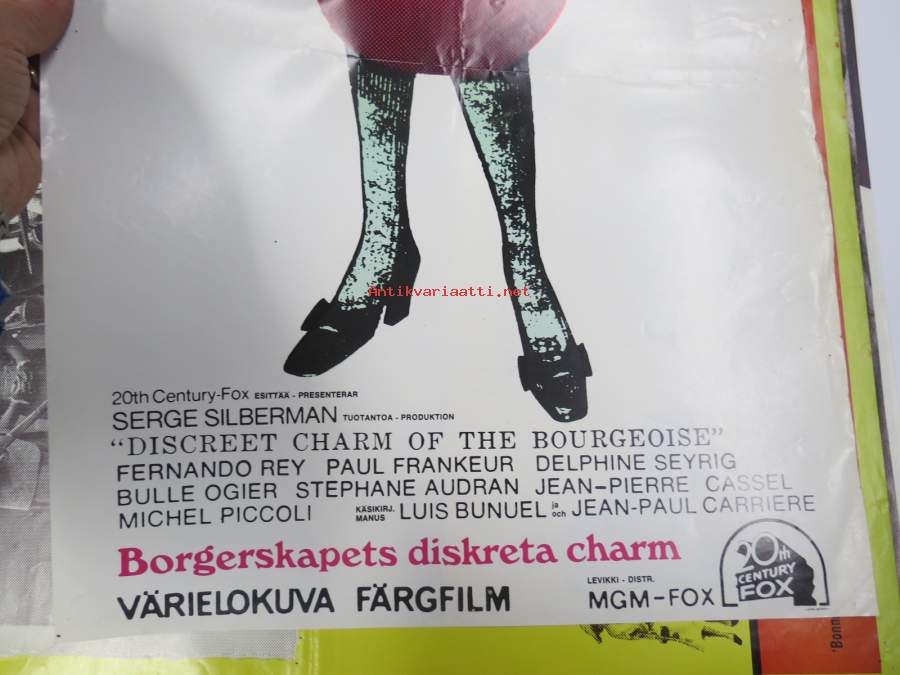 Antikvariaatti.net
20th Century-Fox ESITTÄÄ - PRESENTERAR
SERGE SILBERMAN TUOTANTOA - PRODUKTION
“DISCREET CHARM OF THE BOURGEOISE”
FERNANDO REY PAUL FRANKEUR DELPHINE SEYRIG
BULLE OGIER STEPHANE AUDRAN JEAN-PIERRE CASSEL
MICHEL PICCOLI KÄSIKIRJ. MANUS LUIS BUNUEL ja och JEAN-PAUL CARRIERE
Borgerskapets diskreta charm
VÄRIELOKUVA FÄRGFILM
LEVIKKI - DISTR.
MGM-FOX
20th
CENTURY
FOX
'Bonn